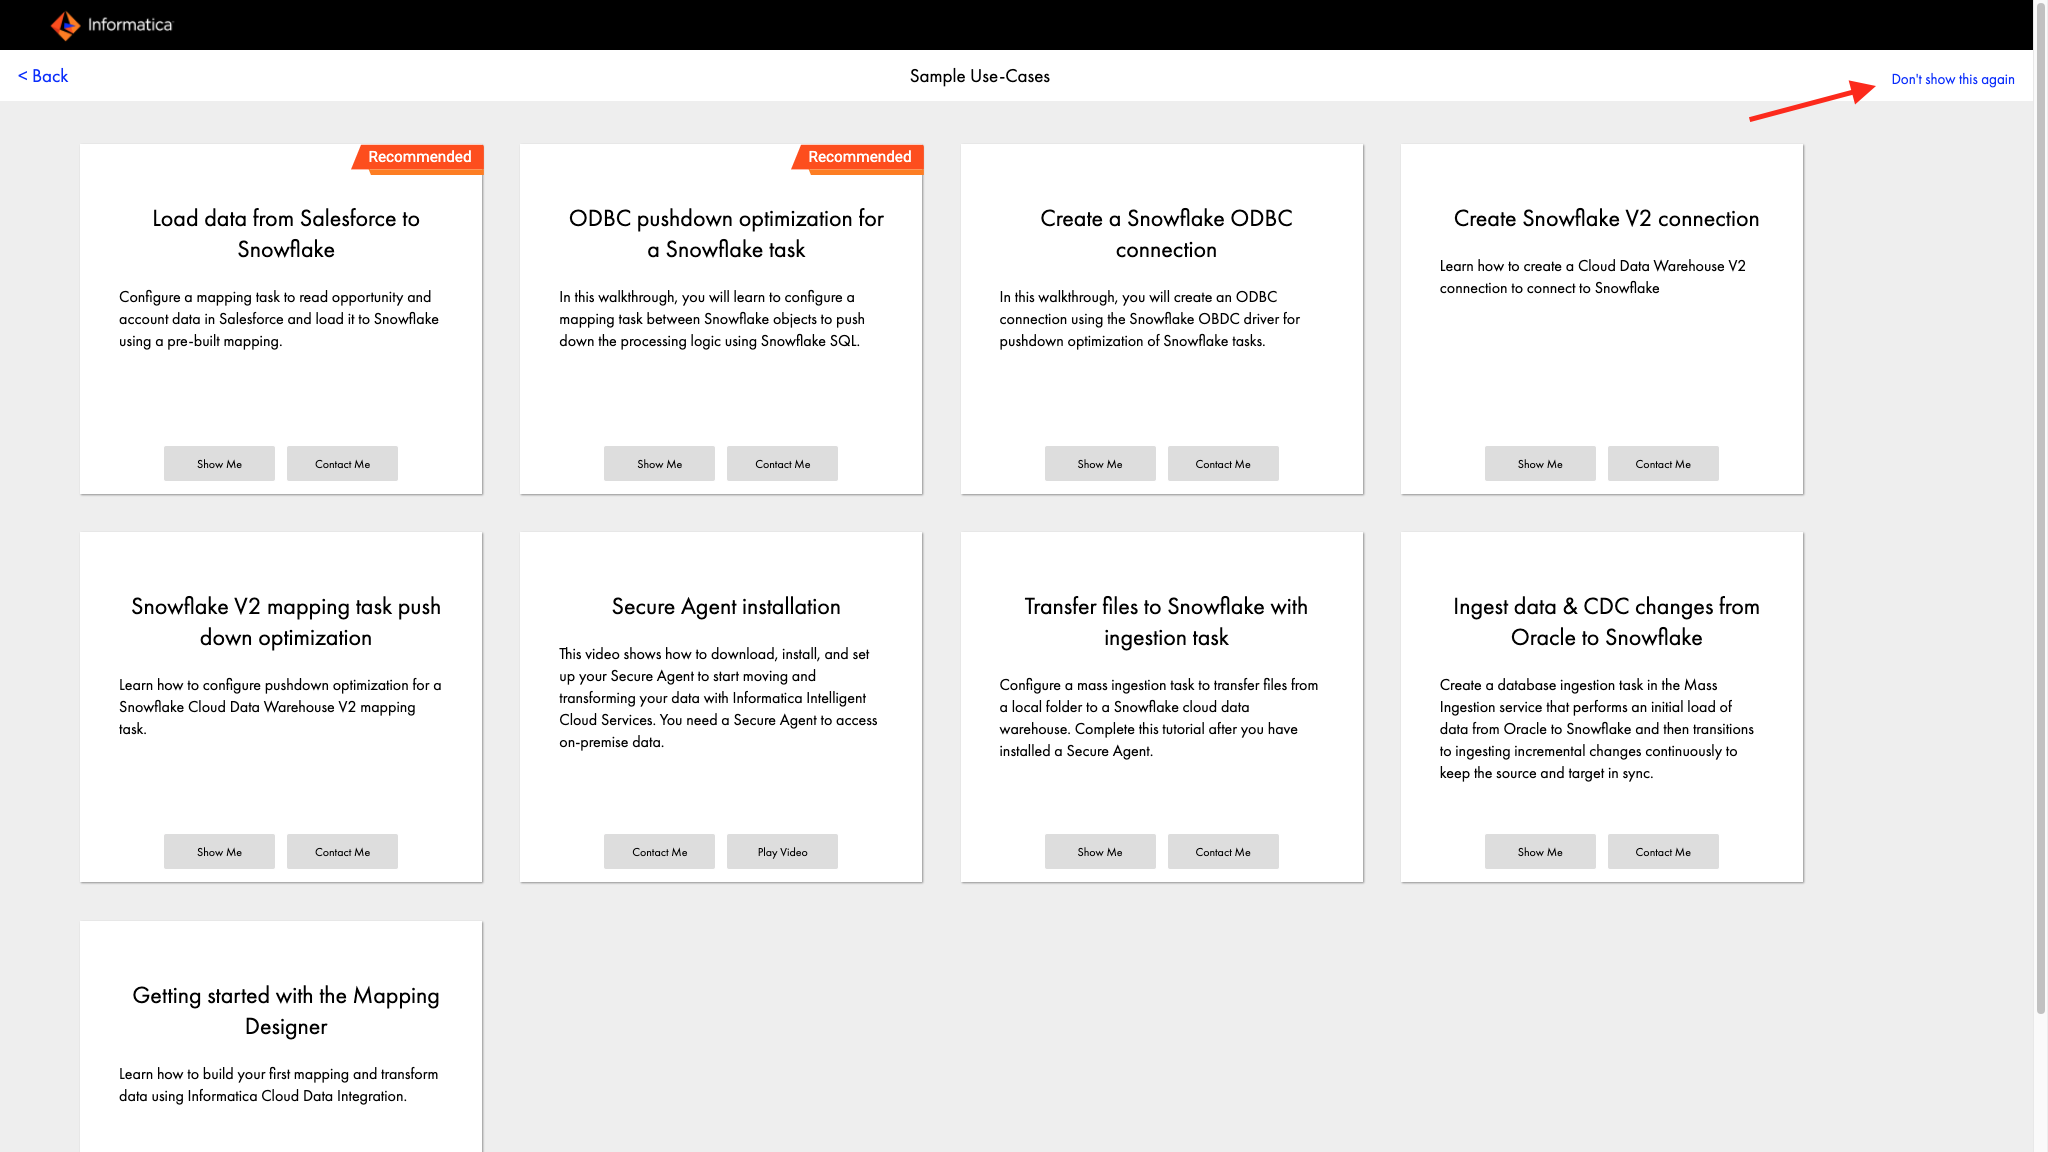 Informatica
< Back
Sample Use-Cases
Don't show this again
Recommended
Load data from Salesforce to
Snowflake
Configure a mapping task to read opportunity and
account data in Salesforce and load it to Snowflake
using a pre-built mapping.
Show Me
Contact Me
Recommended
ODBC pushdown optimization for
a Snowflake task
In this walkthrough, you will learn to configure a
mapping task between Snowflake objects to push
down the processing logic using Snowflake SQL.
Show Me
Contact Me
Create a Snowflake ODBC
connection
In this walkthrough, you will create an ODBC
connection using the Snowflake OBDC driver for
pushdown optimization of Snowflake tasks.
Show Me
Contact Me
Create Snowflake V2 connection
Learn how to create a Cloud Data Warehouse V2
connection to connect to Snowflake
Show Me
Contact Me
Snowflake V2 mapping task push
down optimization
Learn how to configure pushdown optimization for a
Snowflake Cloud Data Warehouse V2 mapping
task.
Show Me
Contact Me
Secure Agent installation
This video shows how to download, install, and set
up your Secure Agent to start moving and
transforming your data with Informatica Intelligent
Cloud Services. You need a Secure Agent to access
on-premise data.
Contact Me
Play Video
Transfer files to Snowflake with
ingestion task
Configure a mass ingestion task to transfer files from
a local folder to a Snowflake cloud data
warehouse. Complete this tutorial after you have
installed a Secure Agent.
Show Me
Contact Me
Ingest data & CDC changes from
Oracle to Snowflake
Create a database ingestion task in the Mass
Ingestion service that performs an initial load of
data from Oracle to Snowflake and then transitions
to ingesting incremental changes continuously to
keep the source and target in sync.
Show Me
Contact Me
Getting started with the Mapping
Designer
Learn how to build your first mapping and transform
data using Informatica Cloud Data Integration.